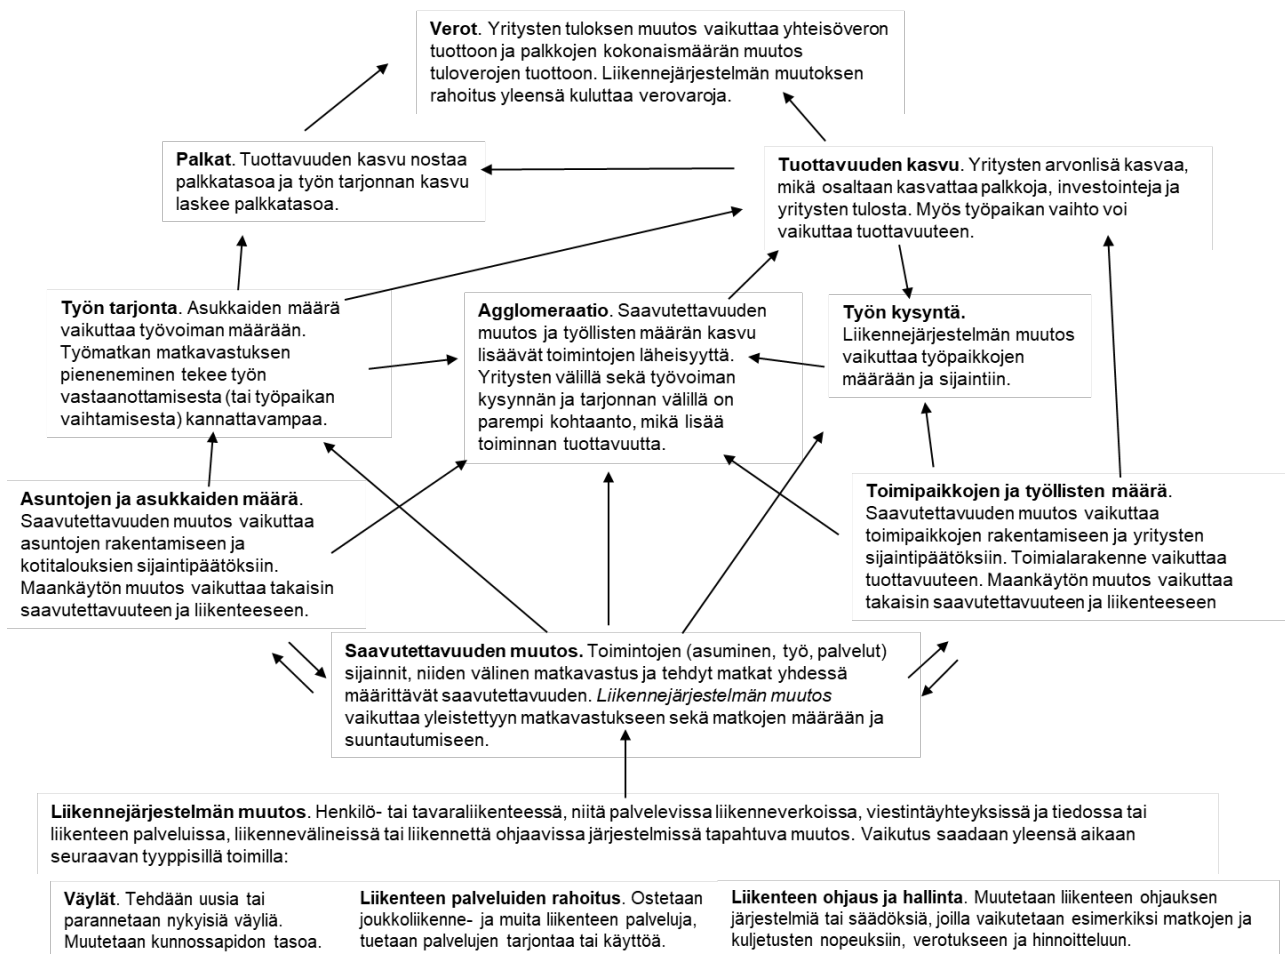 Verot. Yritysten tuloksen muutos vaikuttaa yhteisöveron
tuottoon ja palkkojen kokonaismäärän muutos
tuloverojen tuottoon. Liikennejärjestelmän muutoksen
rahoitus yleensä kuluttaa verovaroja.
Palkat. Tuottavuuden kasvu nostaa
palkkatasoa ja työn tarjonnan kasvu
laskee palkkatasoa.
Tuottavuuden kasvu. Yritysten arvonlisä kasvaa,
mikä osaltaan kasvattaa palkkoja, investointeja ja
yritysten tulosta. Myös työpaikan vaihto voi
vaikuttaa tuottavuuteen.
Työn tarjonta. Asukkaiden määrä
vaikuttaa työvoiman määrään.
Työmatkan matkavastuksen
pieneneminen tekee työn
vastaanottamisesta (tai työpaikan
vaihtamisesta) kannattavampaa.
Agglomeraatio. Saavutettavuuden
muutos ja työllisten määrän kasvu
lisäävät toimintojen läheisyyttä.
Yritysten välillä sekä työvoiman
kysynnän ja tarjonnan välillä on
parempi kohtaanto, mikä lisää
toiminnan tuottavuutta.
Työn kysyntä.
Liikennejärjestelmän muutos
vaikuttaa työpaikkojen
määrään ja sijaintiin.
Asuntojen ja asukkaiden määrä.
Saavutettavuuden muutos vaikuttaa
asuntojen rakentamiseen ja
kotitalouksien sijaintipäätöksiin.
Maankäytön muutos vaikuttaa takaisin
saavutettavuuteen ja liikenteeseen.
Toimipaikkojen ja työllisten määrä.
Saavutettavuuden muutos vaikuttaa
toimipaikkojen rakentamiseen ja yritysten
sijaintipäätöksiin. Toimialarakenne vaikuttaa
tuottavuuteen. Maankäytön muutos vaikuttaa
takaisin saavutettavuuteen ja liikenteeseen
Saavutettavuuden muutos. Toimintojen (asuminen, työ, palvelut)
sijainnit, niiden välinen matkavastus ja tehdyt matkat yhdessä
määrittävät saavutettavuuden. Liikennejärjestelmän muutos
vaikuttaa yleistettyyn matkavastukseen sekä matkojen määrään ja
suuntautumiseen.
Liikennejärjestelmän muutos. Henkilö- tai tavaraliikenteessä, niitä palvelevissa liikenneverkoissa, viestintäyhteyksissä ja tiedossa tai
liikenteen palveluissa, liikennevälineissä tai liikennettä ohjaavissa järjestelmissä tapahtuva muutos. Vaikutus saadaan yleensä aikaan
seuraavan tyyppisillä toimilla:
Väylät. Tehdään uusia tai
parannetaan nykyisiä väyliä.
Muutetaan kunnossapidon tasoa.
Liikenteen palveluiden rahoitus. Ostetaan
joukkoliikenne- ja muita liikenteen palveluja,
tuetaan palvelujen tarjontaa tai käyttöä.
Liikenteen ohjaus ja hallinta. Muutetaan liikenteen ohjauksen
järjestelmiä tai säädöksiä, joilla vaikutetaan esimerkiksi matkojen ja
kuljetusten nopeuksiin, verotukseen ja hinnoitteluun.